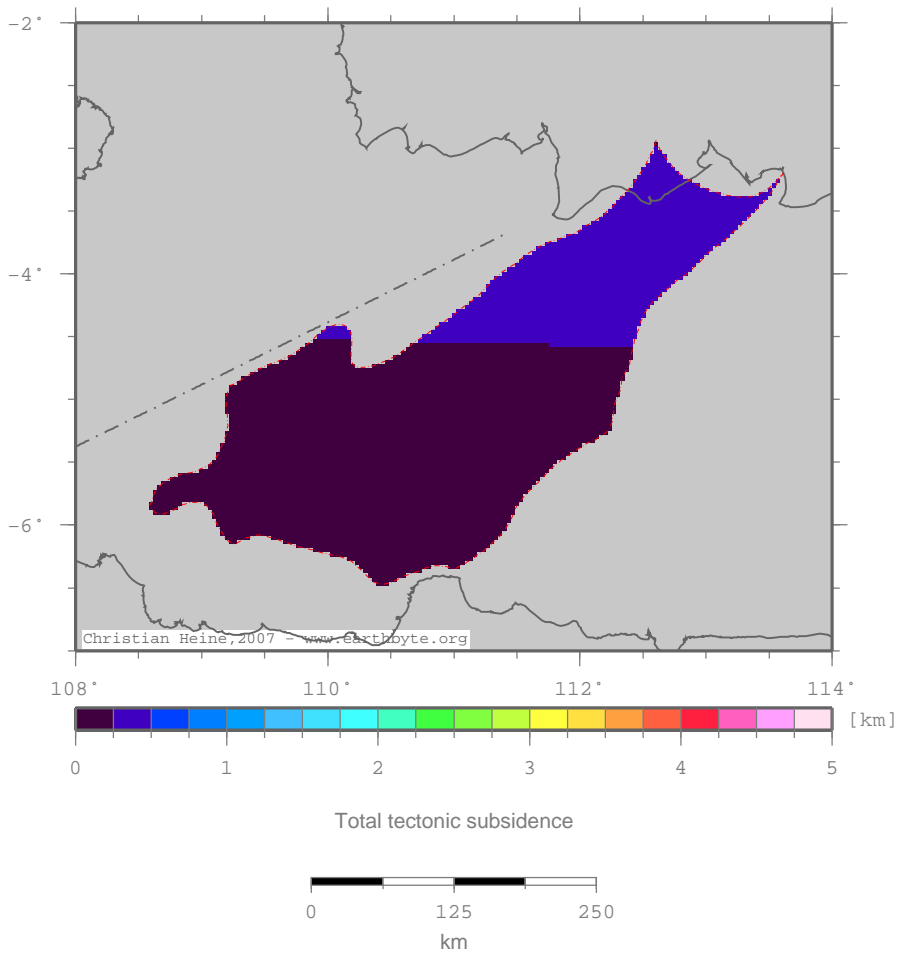 -2°
-4°
-6°
Christian Heine,2007 - www.earthbyte.org
108° 110° 112° 114°
[km]
0 1 2 3 4 5
Total tectonic subsidence
0 125 250
km